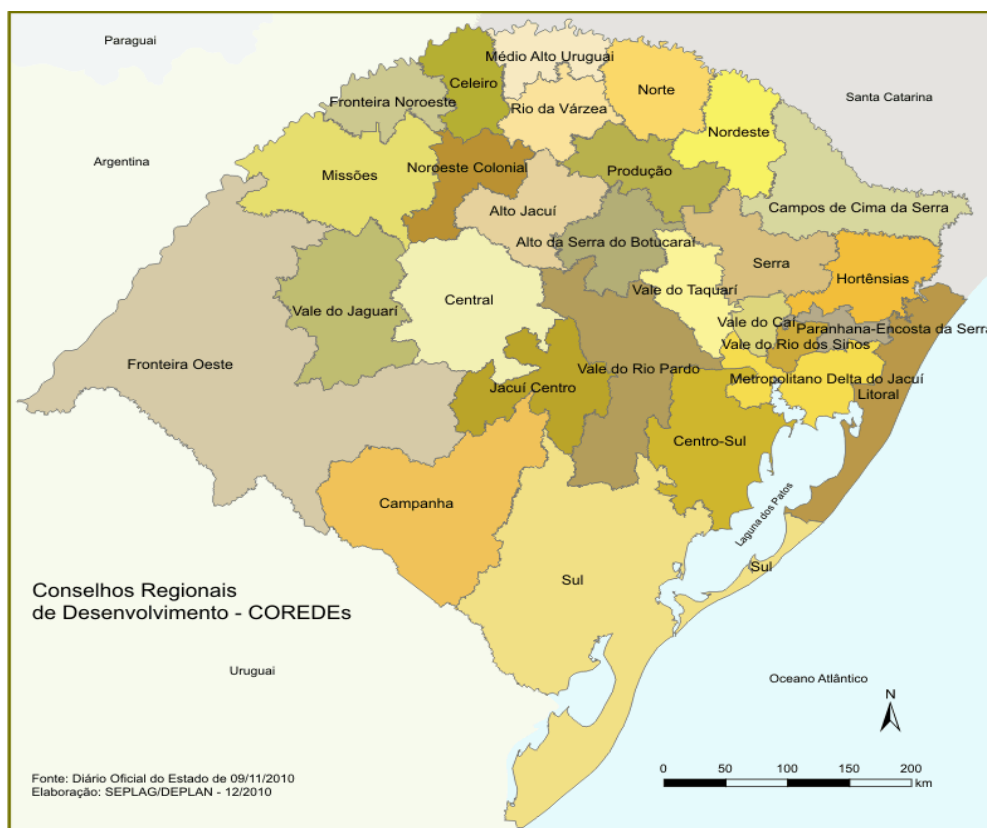 Paraguai
Médio Alto Uruguai
Celeiro
Norte
Santa Catarina
Fronteira Noroeste
Rio da Várzea
Nordeste
Argentina
Missões
Noroeste Colonial
Produção
Alto Jacuí
Campos de Cima da Serra
Alto da Serra do Botucaraí
Serra
Hortênsias
Vale do Taquarí
Central
Vale do Jaguarí
Vale do Caí
Paranhana-Encosta da Serra
Vale do Rio dos Sinos
Fronteira Oeste
Vale do Rio Pardo
Metropolitano Delta do Jacuí
Jacuí Centro
Litoral
Centro-Sul
Campanha
Laguna dos Patos
Sul
Sul
Conselhos Regionais
de Desenvolvimento - COREDEs
Uruguai
Oceano Atlântico
N
Fonte: Diário Oficial do Estado de 09/11/2010
Elaboração: SEPLAG/DEPLAN - 12/2010
0 50 100 150 200
km